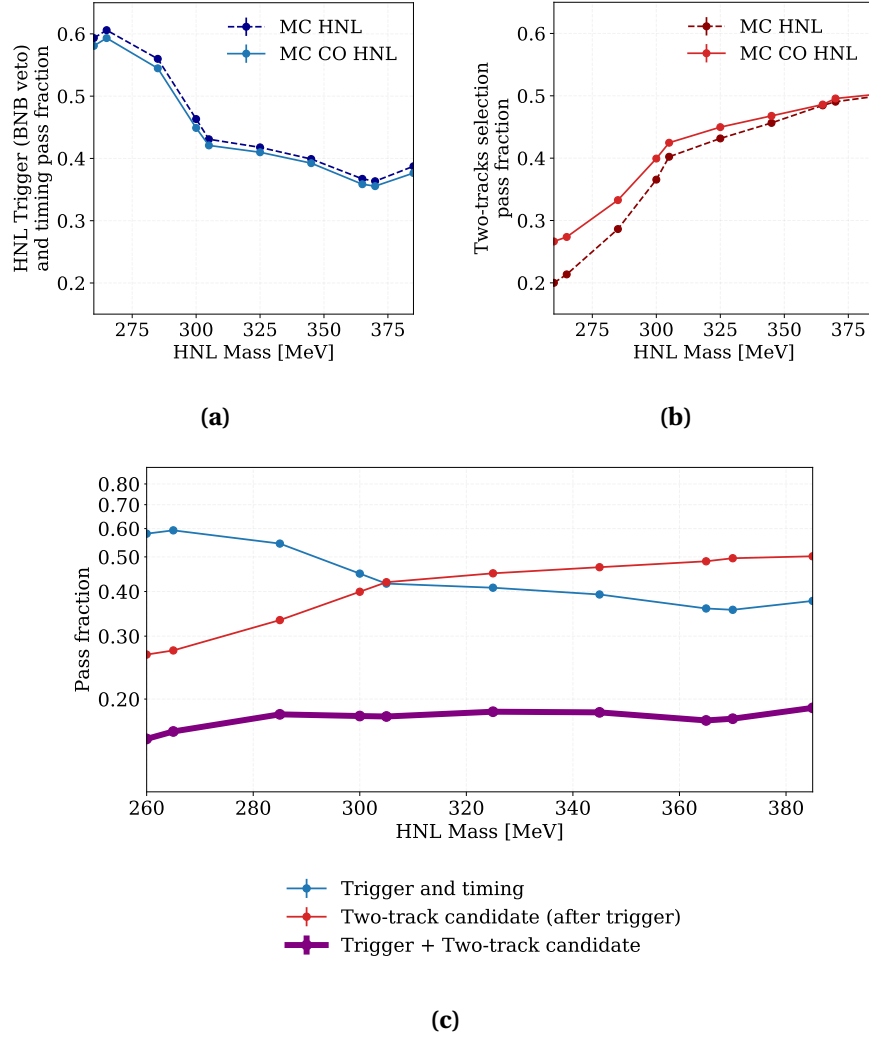 MC HNL
MC CO HNL
0.6
0.5
0.4
0.3
0.2
HNL Trigger (BNB veto)
and timing pass fraction
275 300 325 350 375
HNL Mass [MeV]
(a)
MC HNL
MC CO HNL
0.6
0.5
0.4
0.3
0.2
Two-tracks selection
pass fraction
275 300 325 350 375
HNL Mass [MeV]
(b)
0.80
0.70
0.60
0.50
0.40
0.30
0.20
Pass fraction
260 280 300 320 340 360 380
HNL Mass [MeV]
Trigger and timing
Two-track candidate (after trigger)
Trigger + Two-track candidate
(c)